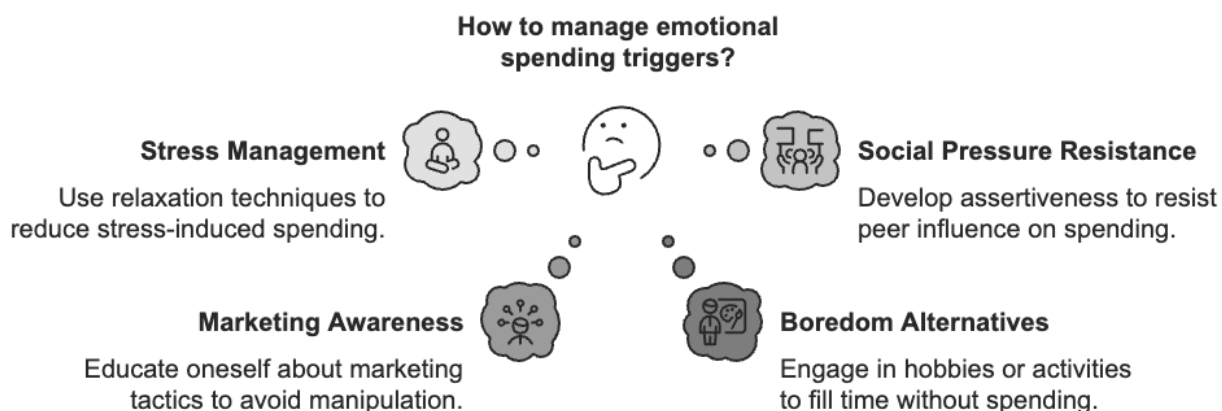 How to manage emotional
spending triggers?
Stress Management
Use relaxation techniques to
reduce stress-induced spending.
Social Pressure Resistance
Develop assertiveness to resist
peer influence on spending.
Marketing Awareness
Educate oneself about marketing
tactics to avoid manipulation.
Boredom Alternatives
Engage in hobbies or activities
to fill time without spending.